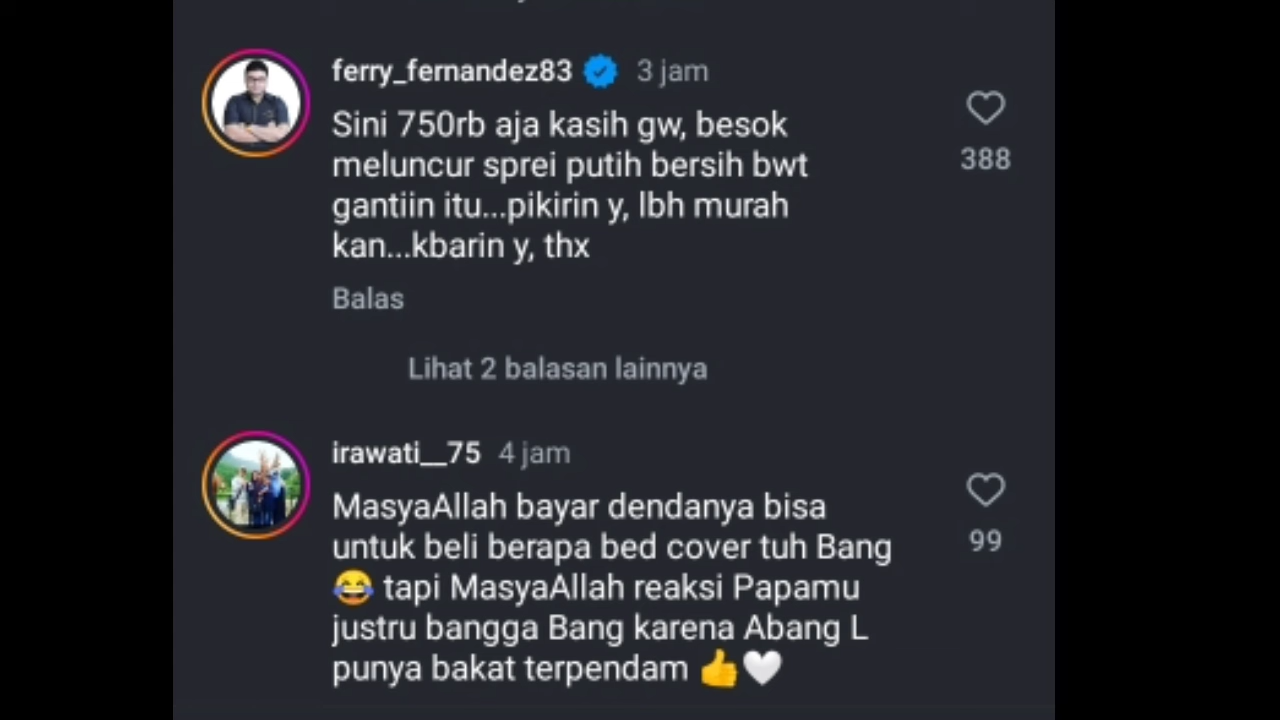 ferry_fernandez83 3 jam
Sini 750rb aja kasih gw, besok
meluncur sprei putih bersih bwt
gantiin itu...pikirin y, lbh murah
kan...kbarin y, thx
388
Balas
Lihat 2 balasan lainnya
irawati__75 4 jam
MasyaAllah bayar dendanya bisa
untuk beli berapa bed cover tuh Bang
😂 tapi MasyaAllah reaksi Papamu
justru bangga Bang karena Abang L
punya bakat terpendam 👍🤍
99